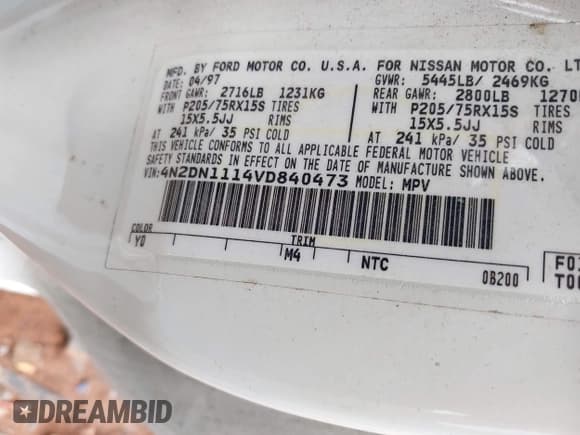 MFD. BY FORD MOTOR CO. U.S.A. FOR NISSAN MOTOR CO.
DATE: 04/97 GVWR: 5445LB/ 2469KG
FRONT GAWR: 2716LB 1231KG REAR GAWR: 2800LB
WITH P205/75RX15S TIRES WITH P205/75RX15S TIRES
15X5.5JJ RIMS 15X5.5JJ RIMS
AT 241 kPa/ 35 PSI COLD AT 241 kPa/ 35 PSI COLD
THIS VEHICLE CONFORMS TO ALL APPLICABLE FEDERAL MOTOR VEHICLE
SAFETY STANDARDS IN EFFECT ON THE DATE OF MANUFACTURE SHOWN ABOVE.
VIN: 4N2DN1114VD840473 MODEL: MPV
COLOR TRIM
YD M4 NTC 0B200
DREAMBID